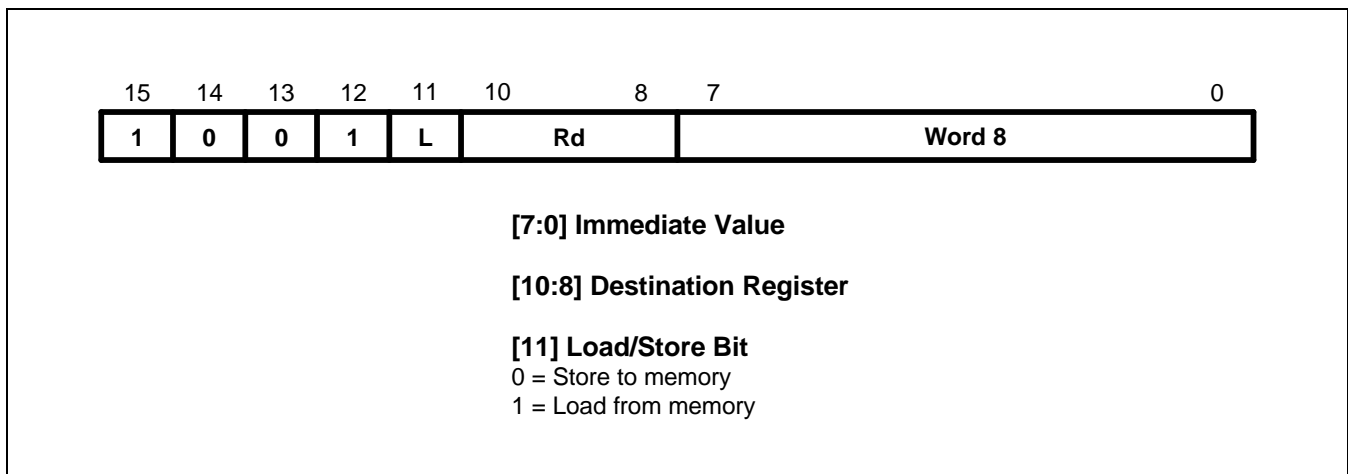 15 14 13 12 11 10 8 7 0
1 0 0 1 L Rd Word 8
[7:0] Immediate Value
[10:8] Destination Register
[11] Load/Store Bit
0 = Store to memory
1 = Load from memory